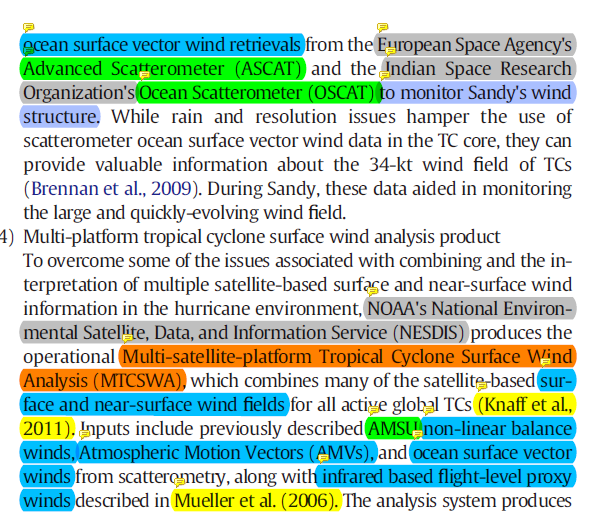 ocean surface vector wind retrievals from the European Space Agency's
Advanced Scatterometer (ASCAT) and the Indian Space Research
Organization's Ocean Scatterometer (OSCAT) to monitor Sandy's wind
structure. While rain and resolution issues hamper the use of
scatterometer ocean surface vector wind data in the TC core, they can
provide valuable information about the 34-kt wind field of TCs
(Brennan et al., 2009). During Sandy, these data aided in monitoring
the large and quickly-evolving wind field.
4) Multi-platform tropical cyclone surface wind analysis product
To overcome some of the issues associated with combining and the in-
terpretation of multiple satellite-based surface and near-surface wind
information in the hurricane environment, NOAA's National Environ-
mental Satellite, Data, and Information Service (NESDIS) produces the
operational Multi-satellite-platform Tropical Cyclone Surface Wind
Analysis (MTCSWA), which combines many of the satellite-based sur-
face and near-surface wind fields for all active global TCs (Knaff et al.,
2011). Inputs include previously described AMSU non-linear balance
winds, Atmospheric Motion Vectors (AMVs), and ocean surface vector
winds from scatterometry, along with infrared based flight-level proxy
winds described in Mueller et al. (2006). The analysis system produces